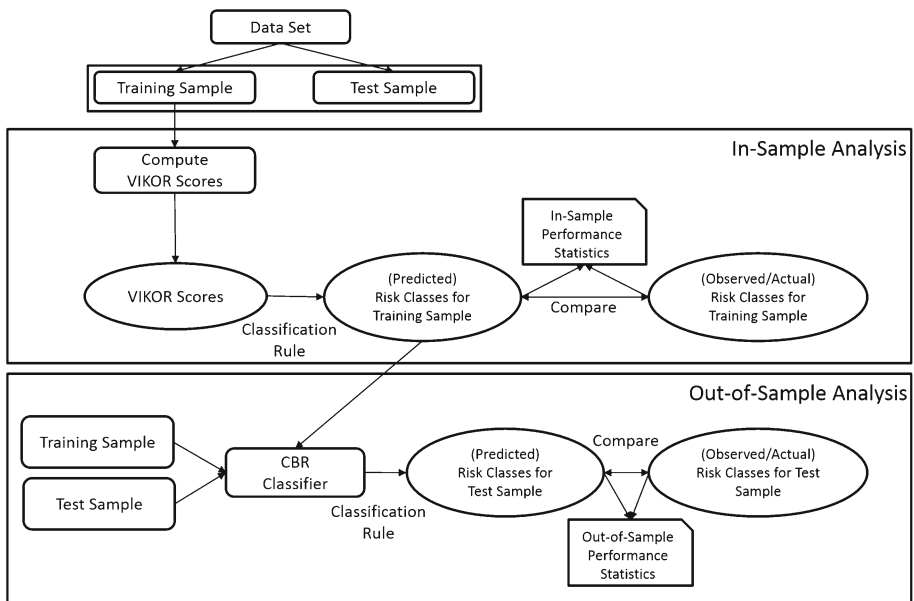 Data Set
Training Sample
Test Sample
In-Sample Analysis
Compute
VIKOR Scores
In-Sample
Performance
Statistics
VIKOR Scores
(Predicted)
Risk Classes for
Training Sample
(Observed/Actual)
Risk Classes for
Training Sample
Compare
Classification
Rule
Out-of-Sample Analysis
Training Sample
Test Sample
CBR
Classifier
Classification
Rule
(Predicted)
Risk Classes for
Test Sample
Compare
(Observed/Actual)
Risk Classes for Test
Sample
Out-of-Sample
Performance
Statistics